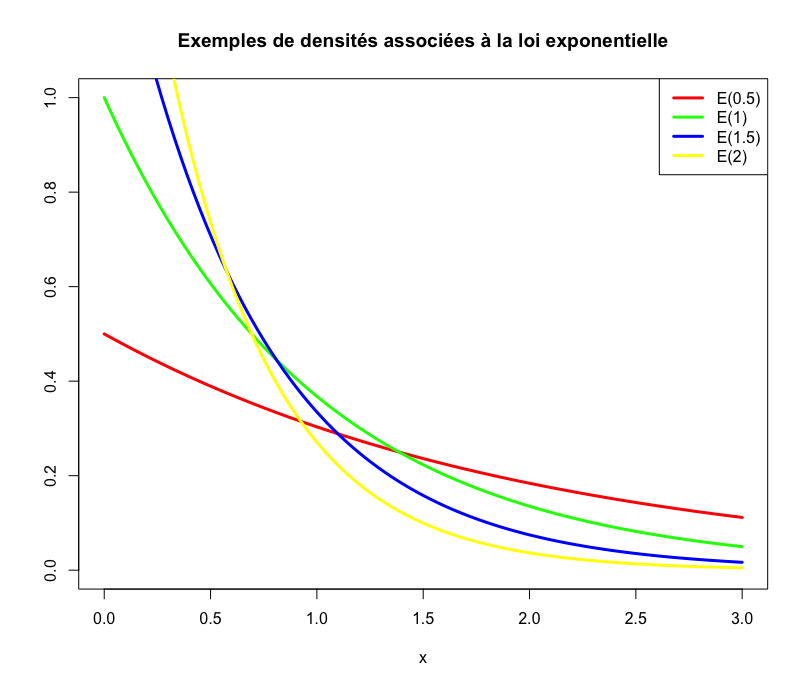 Exemples de densités associées à la loi exponentielle
E(0.5)
E(1)
E(1.5)
E(2)
1.0
0.8
0.6
0.4
0.2
0.0
0.0 0.5 1.0 1.5 2.0 2.5 3.0
x